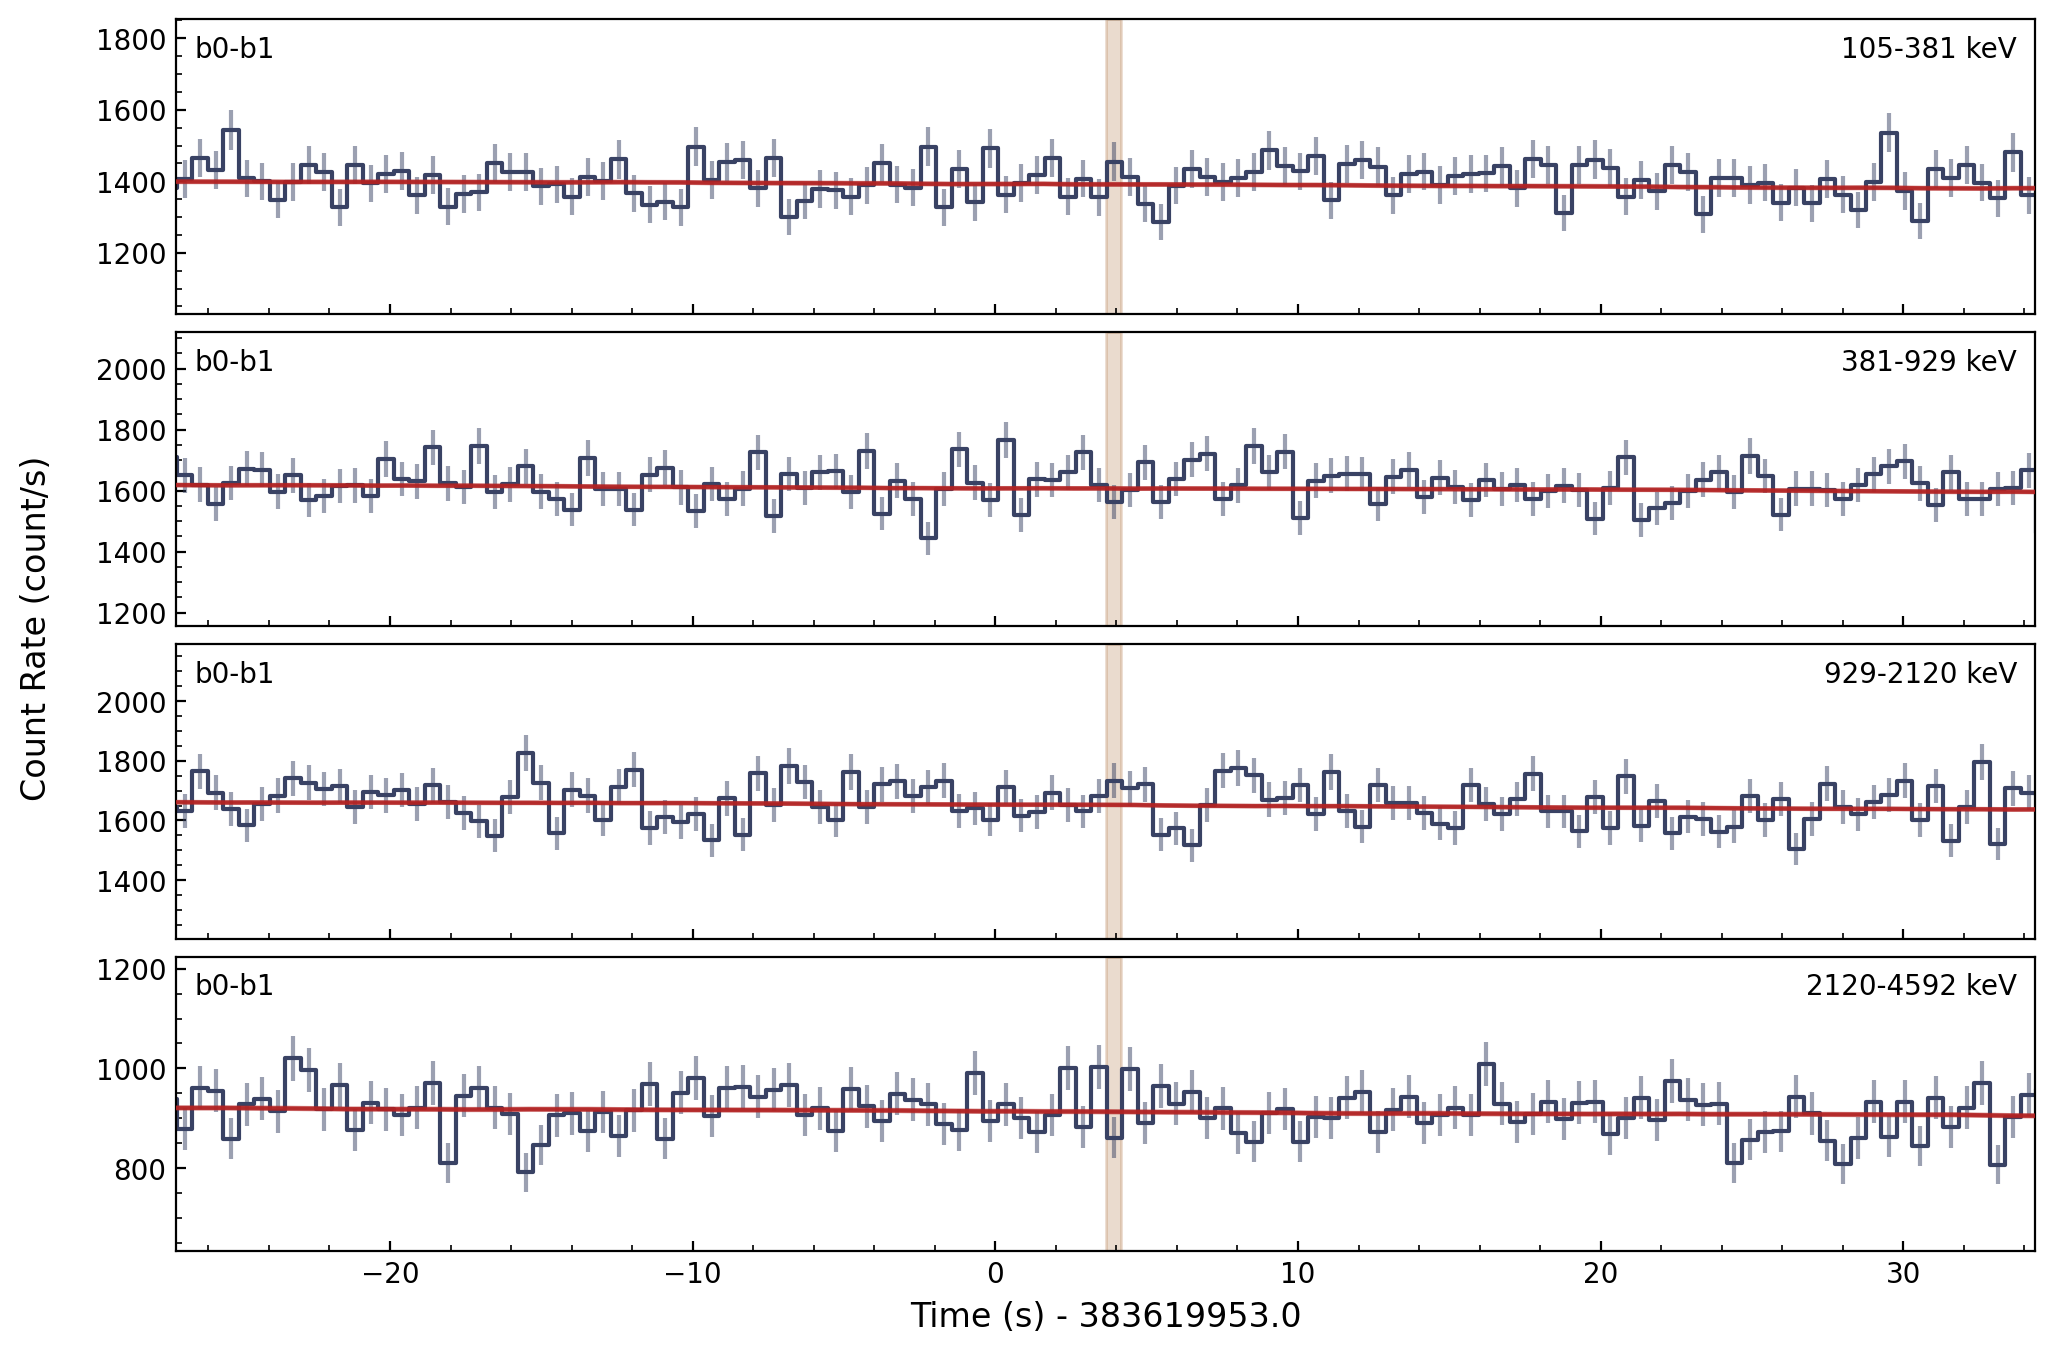 Count Rate (count/s)
b0-b1 105-381 keV
1800
1600
1400
1200
b0-b1 381-929 keV
2000
1800
1600
1400
1200
b0-b1 929-2120 keV
2000
1800
1600
1400
b0-b1 2120-4592 keV
1200
1000
800
−20 −10 0 10 20 30
Time (s) - 383619953.0